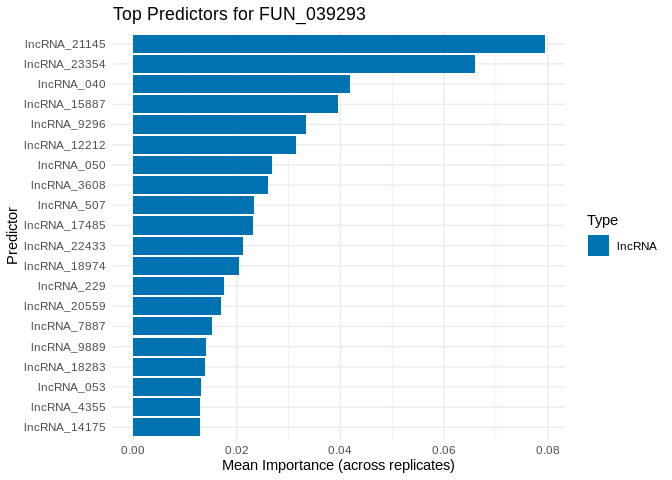 Top Predictors for FUN_039293
Predictor
lncRNA_21145
lncRNA_23354
lncRNA_040
lncRNA_15887
lncRNA_9296
lncRNA_12212
lncRNA_050
lncRNA_3608
lncRNA_507
lncRNA_17485
lncRNA_22433
lncRNA_18974
lncRNA_229
lncRNA_20559
lncRNA_7887
lncRNA_9889
lncRNA_18283
lncRNA_053
lncRNA_4355
lncRNA_14175
0.00 0.02 0.04 0.06 0.08
Mean Importance (across replicates)
Type
lncRNA